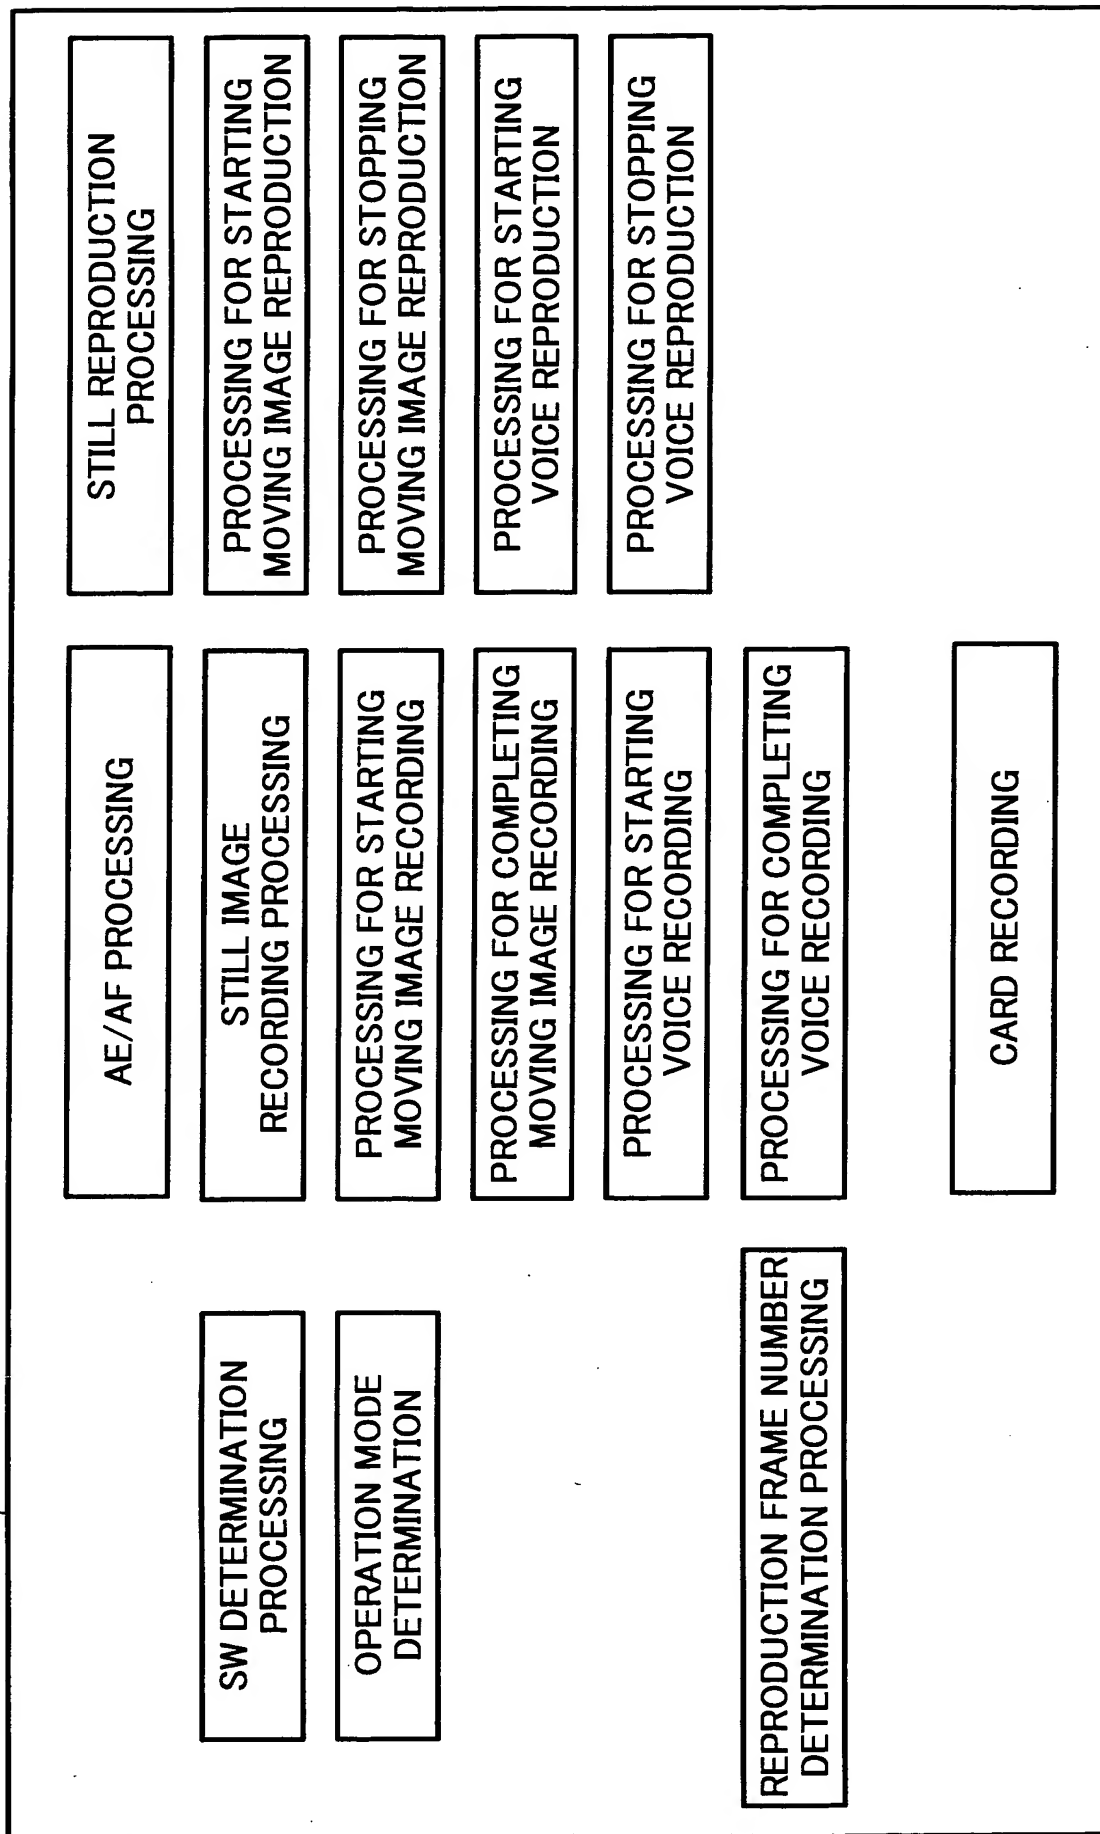 SW DETERMINATION
PROCESSING
OPERATION MODE
DETERMINATION
REPRODUCTION FRAME NUMBER
DETERMINATION PROCESSING
AE/AF PROCESSING
STILL IMAGE
RECORDING PROCESSING
PROCESSING FOR STARTING
MOVING IMAGE RECORDING
PROCESSING FOR COMPLETING
MOVING IMAGE RECORDING
PROCESSING FOR STARTING
VOICE RECORDING
PROCESSING FOR COMPLETING
VOICE RECORDING
CARD RECORDING
STILL REPRODUCTION
PROCESSING
PROCESSING FOR STARTING
MOVING IMAGE REPRODUCTION
PROCESSING FOR STOPPING
MOVING IMAGE REPRODUCTION
PROCESSING FOR STARTING
VOICE REPRODUCTION
PROCESSING FOR STOPPING
VOICE REPRODUCTION